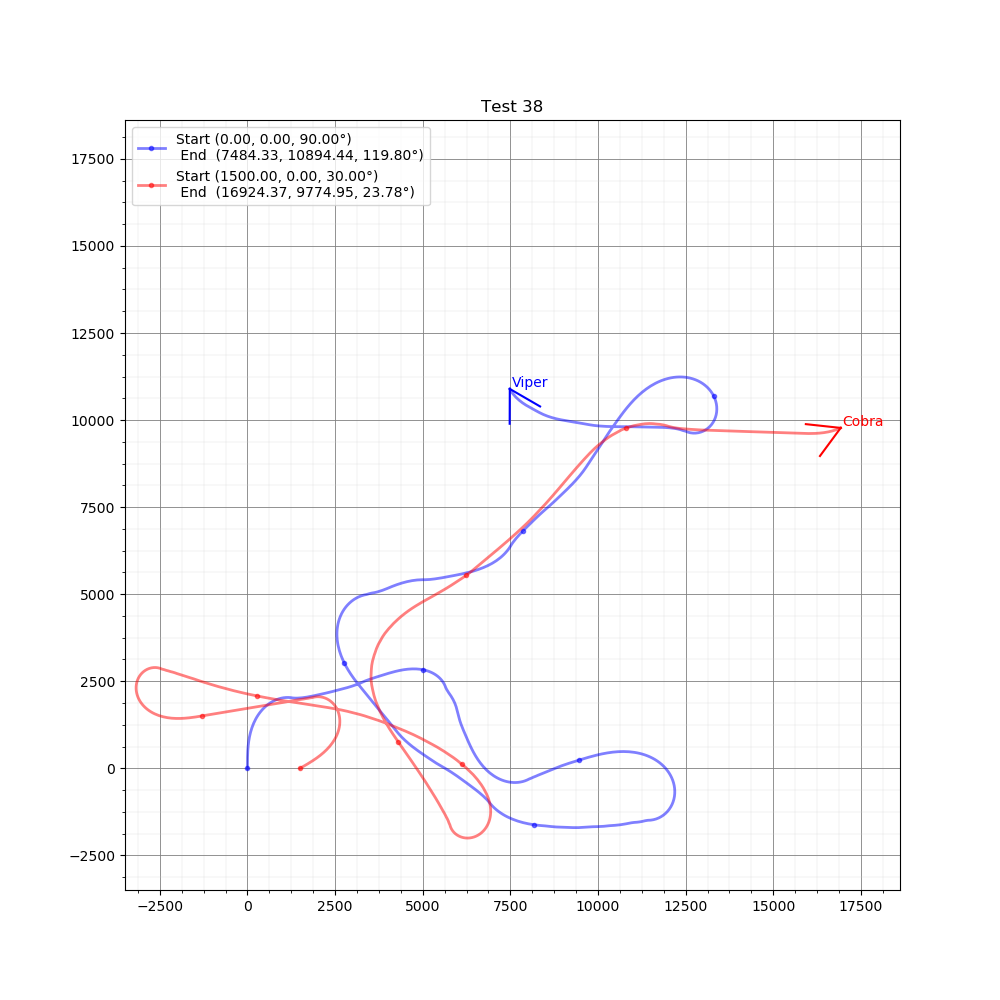 Test 38
Start (0.00, 0.00, 90.00°)
End (7484.33, 10894.44, 119.80°)
Start (1500.00, 0.00, 30.00°)
End (16924.37, 9774.95, 23.78°)
17500
15000
12500
10000
7500
5000
2500
0
−2500
Viper
Cobra
−2500 0 2500 5000 7500 10000 12500 15000 17500